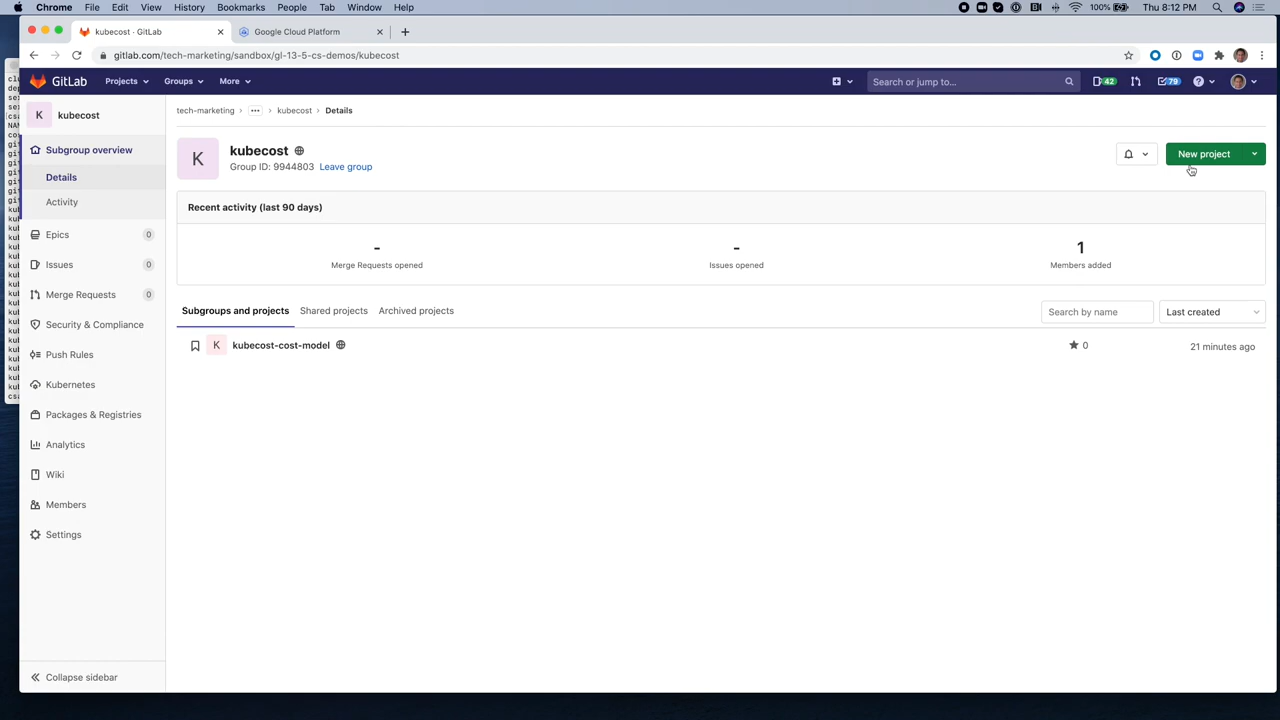 Chrome File Edit View History Bookmarks People Tab Window Help 100% Thu 8:12 PM
kubecost · GitLab Google Cloud Platform
gitlab.com/tech-marketing/sandbox/gl-13-5-cs-demos/kubecost
GitLab Projects Groups More Search or jump to... 42 79
K kubecost
tech-marketing > ... > kubecost > Details
Subgroup overview
Details
Activity
Epics 0
Issues 0
Merge Requests 0
Security & Compliance
Push Rules
Kubernetes
Packages & Registries
Analytics
Wiki
Members
Settings
Collapse sidebar
K kubecost
Group ID: 9944803 Leave group
New project
Recent activity (last 90 days)
- - 1
Merge Requests opened Issues opened Members added
Subgroups and projects Shared projects Archived projects Search by name Last created
K kubecost-cost-model 0 21 minutes ago